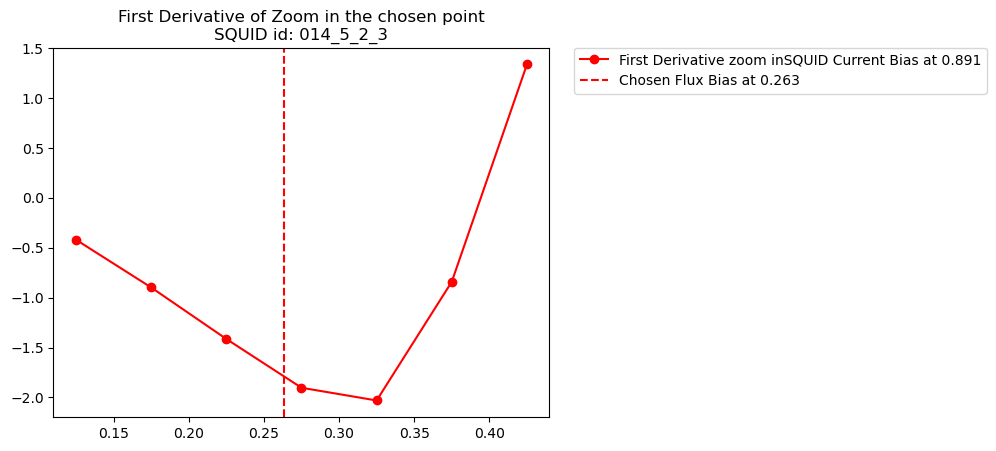 First Derivative of Zoom in the chosen point
SQUID id: 014_5_2_3
First Derivative zoom inSQUID Current Bias at 0.891
Chosen Flux Bias at 0.263
1.5
1.0
0.5
0.0
−0.5
−1.0
−1.5
−2.0
0.15 0.20 0.25 0.30 0.35 0.40